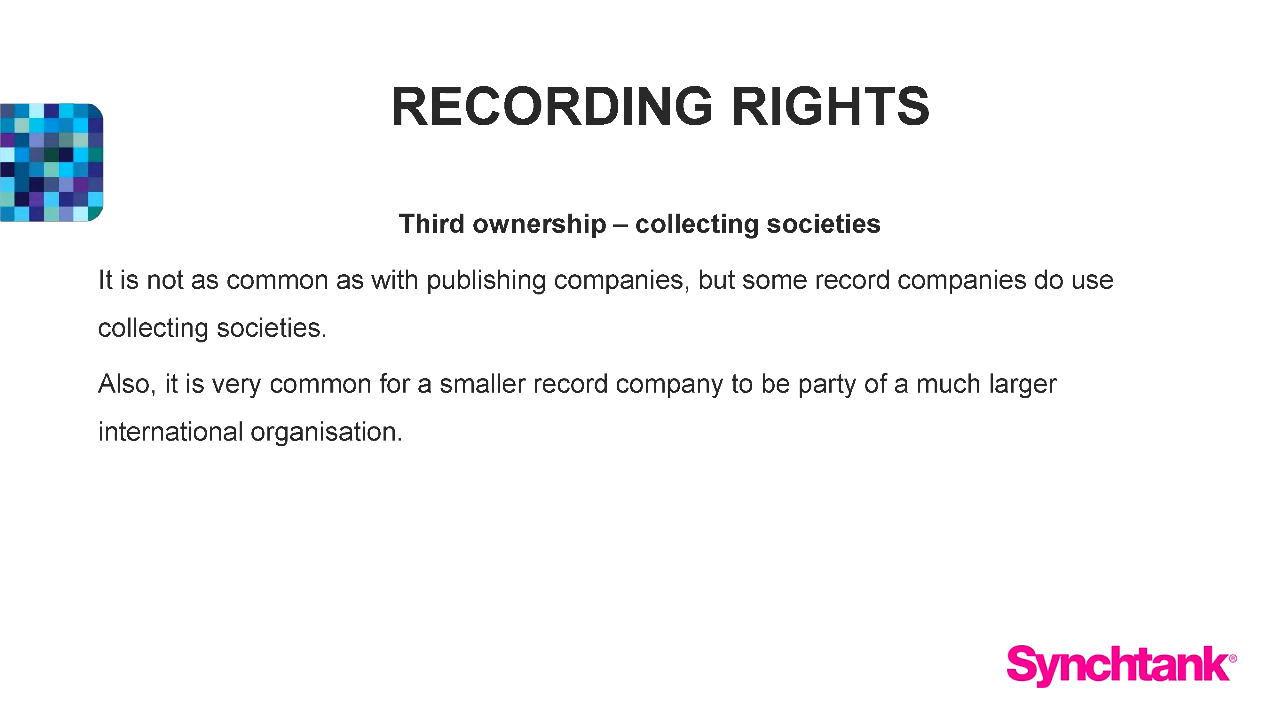 RECORDING RIGHTS
Third ownership – collecting societies
It is not as common as with publishing companies, but some record companies do use
collecting societies.
Also, it is very common for a smaller record company to be party of a much larger
international organisation.
Synchtank®